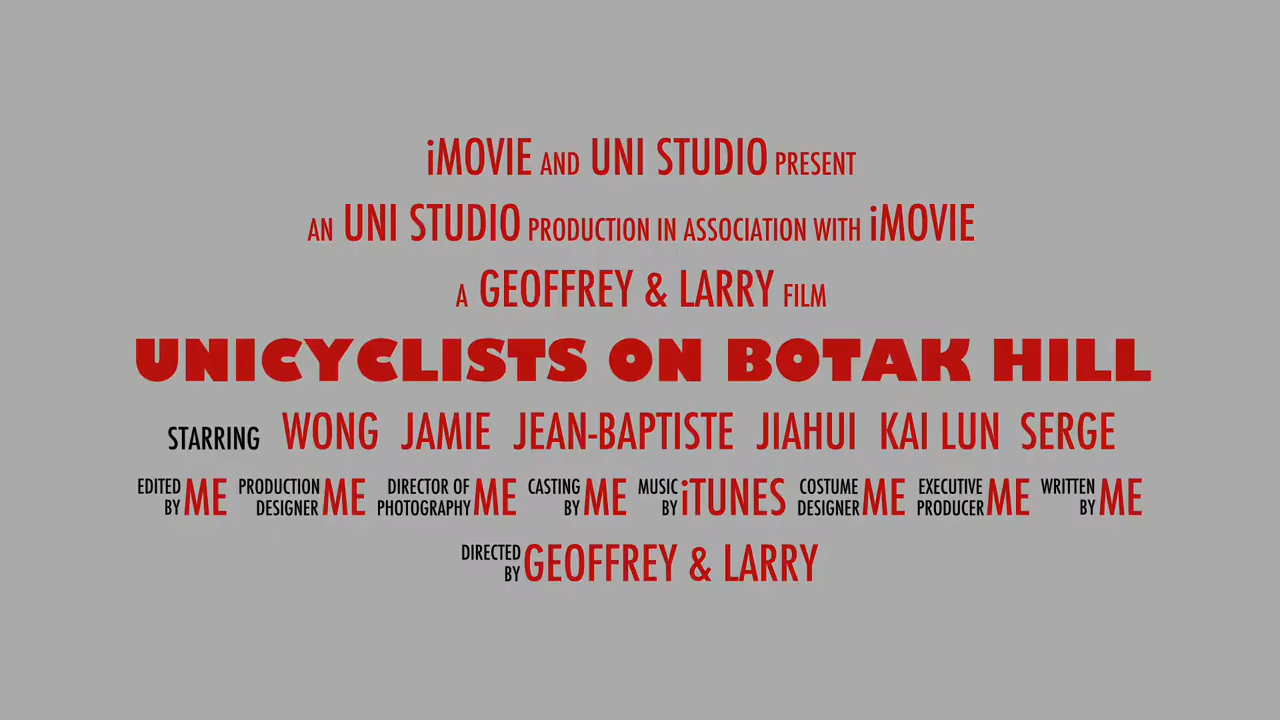 iMOVIE AND UNI STUDIO PRESENT
AN UNI STUDIO PRODUCTION IN ASSOCIATION WITH iMOVIE
A GEOFFREY & LARRY FILM
UNICYCLISTS ON BOTAK HILL
STARRING WONG JAMIE JEAN-BAPTISTE JIAHUI KAI LUN SERGE
EDITED BY ME PRODUCTION DESIGNER ME DIRECTOR OF PHOTOGRAPHY ME CASTING BY ME MUSIC BY iTUNES COSTUME DESIGNER ME EXECUTIVE PRODUCER ME WRITTEN BY ME
DIRECTED BY GEOFFREY & LARRY